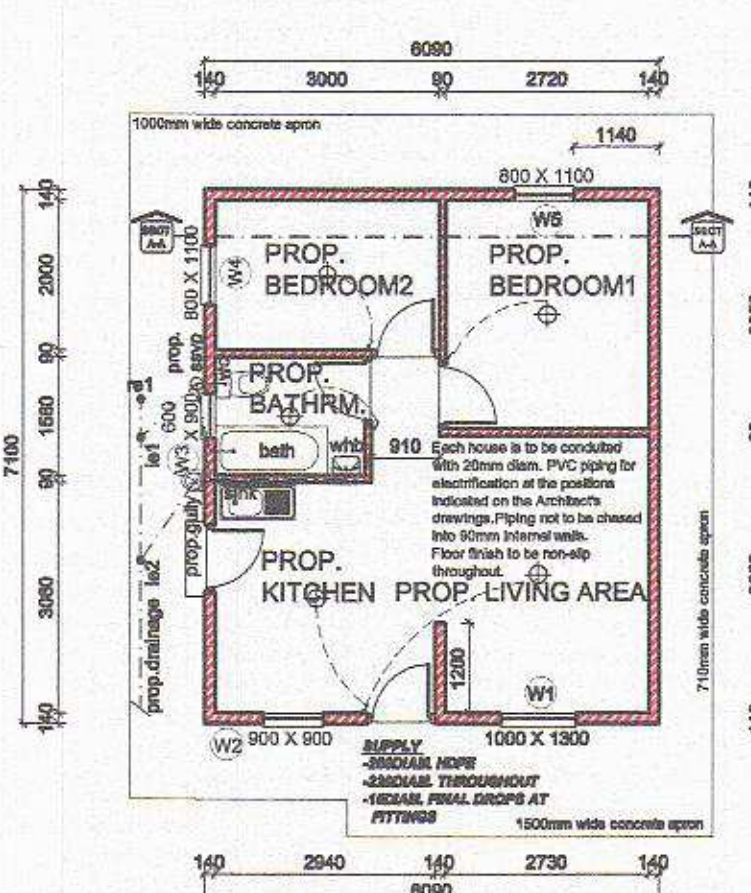 6090
140 3000 90 2720 140
1000mm wide concrete apron
1140
800 X 1100
W5
SECT
A-A
SECT
A-A
140
2000
90
1580
90
3060
140
7100
800 X 1100
W4
PROP.
BEDROOM2
PROP.
BEDROOM1
prop.
ssvp
wc
PROP.
BATHRM.
600
X 900
W3
re1
ie1
bath
whb
910
Each house is to be conduited
with 20mm diam. PVC piping for
electrification at the positions
indicated on the Architect's
drawings.Piping not to be chased
into 90mm internal walls.
Floor finish to be non-slip
throughout.
sink
prop.gully
PROP.
KITCHEN
PROP. LIVING AREA
ie2
prop.drainage
710mm wide concrete apron
1200
W1
W2
900 X 900
1000 X 1300
SUPPLY
HDPE
THROUGHOUT
FINAL DROPS AT
FITTINGS
1500mm wide concrete apron
140 2940 140 2730 140
6090